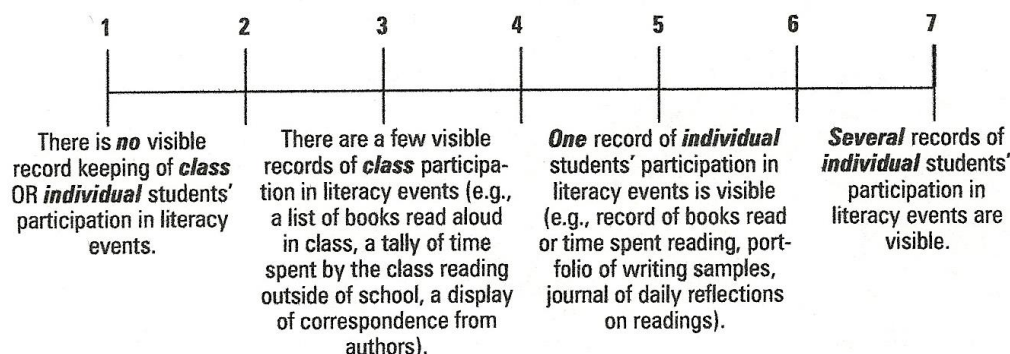 1 2 3 4 5 6 7
There is no visible
record keeping of class
OR individual students'
participation in literacy
events.
There are a few visible
records of class participa-
tion in literacy events (e.g.,
a list of books read aloud
in class, a tally of time
spent by the class reading
outside of school, a display
of correspondence from
authors).
One record of individual
students' participation in
literacy events is visible
(e.g., record of books read
or time spent reading, port-
folio of writing samples,
journal of daily reflections
on readings).
Several records of
individual students'
participation in
literacy events are
visible.